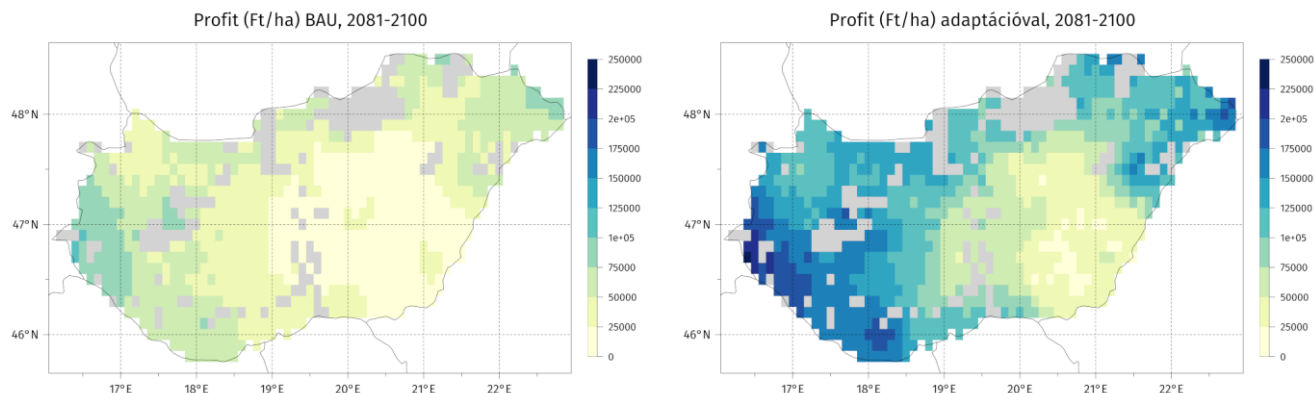 Profit (Ft/ha) BAU, 2081-2100
48°N
47°N
46°N
17°E 18°E 19°E 20°E 21°E 22°E
250000
225000
2e+05
175000
150000
125000
1e+05
75000
50000
25000
0
Profit (Ft/ha) adaptációval, 2081-2100
48°N
47°N
46°N
17°E 18°E 19°E 20°E 21°E 22°E
250000
225000
2e+05
175000
150000
125000
1e+05
75000
50000
25000
0